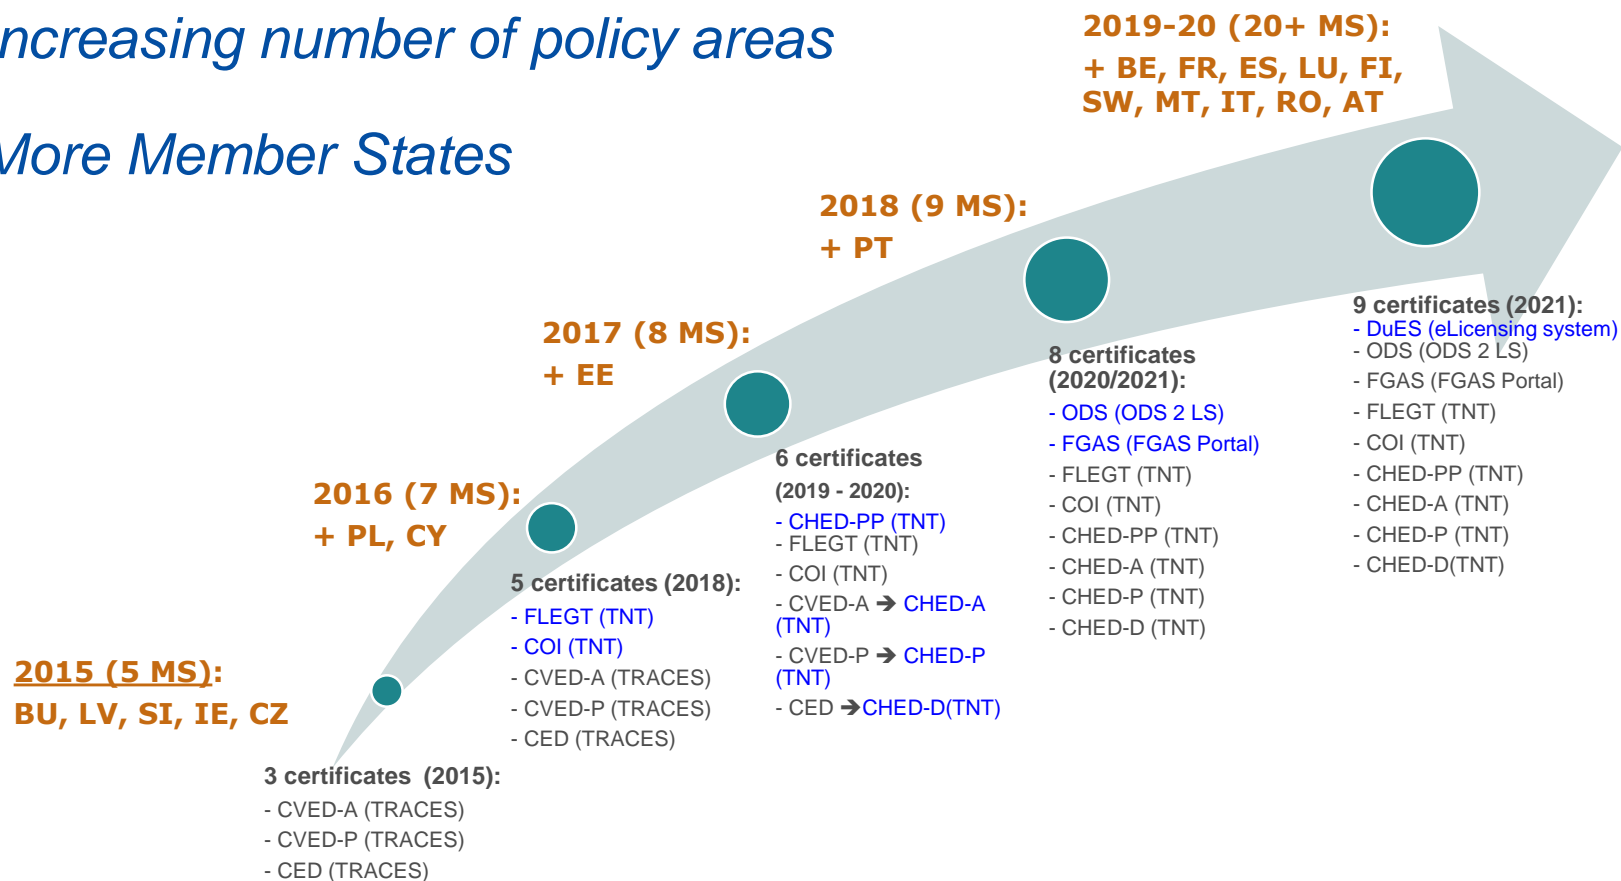 ncreasing number of policy areas
More Member States
2019-20 (20+ MS):
+ BE, FR, ES, LU, FI,
SW, MT, IT, RO, AT
2018 (9 MS):
+ PT
2017 (8 MS):
+ EE
2016 (7 MS):
+ PL, CY
2015 (5 MS):
BU, LV, SI, IE, CZ
3 certificates (2015):
- CVED-A (TRACES)
- CVED-P (TRACES)
- CED (TRACES)
5 certificates (2018):
- FLEGT (TNT)
- COI (TNT)
- CVED-A (TRACES)
- CVED-P (TRACES)
- CED (TRACES)
6 certificates
(2019 - 2020):
- CHED-PP (TNT)
- FLEGT (TNT)
- COI (TNT)
- CVED-A ➔ CHED-A
(TNT)
- CVED-P ➔ CHED-P
(TNT)
- CED ➔CHED-D(TNT)
8 certificates
(2020/2021):
- ODS (ODS 2 LS)
- FGAS (FGAS Portal)
- FLEGT (TNT)
- COI (TNT)
- CHED-PP (TNT)
- CHED-A (TNT)
- CHED-P (TNT)
- CHED-D (TNT)
9 certificates (2021):
- DuES (eLicensing system)
- ODS (ODS 2 LS)
- FGAS (FGAS Portal)
- FLEGT (TNT)
- COI (TNT)
- CHED-PP (TNT)
- CHED-A (TNT)
- CHED-P (TNT)
- CHED-D(TNT)